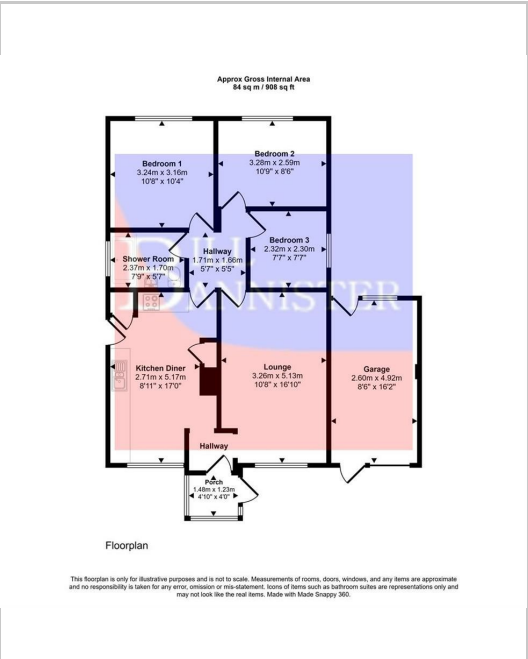 Approx Gross Internal Area
84 sq m / 908 sq ft
Bedroom 1
3.24m x 3.16m
10'8" x 10'4"
Bedroom 2
3.28m x 2.59m
10'9" x 8'6"
Bedroom 3
2.32m x 2.30m
7'7" x 7'7"
Hallway
1.71m x 1.66m
5'7" x 5'5"
Shower Room
2.37m x 1.70m
7'9" x 5'7"
BANNISTER
Kitchen Diner
2.71m x 5.17m
8'11" x 17'0"
Lounge
3.26m x 5.13m
10'8" x 16'10"
Garage
2.60m x 4.92m
8'6" x 16'2"
Hallway
Porch
1.48m x 1.23m
4'10" x 4'0"
Floorplan
This floorplan is only for illustrative purposes and is not to scale. Measurements of rooms, doors, windows, and any items are approximate
and no responsibility is taken for any error, omission or mis-statement. Icons of items such as bathroom suites are representations only and
may not look like the real items. Made with Made Snappy 360.